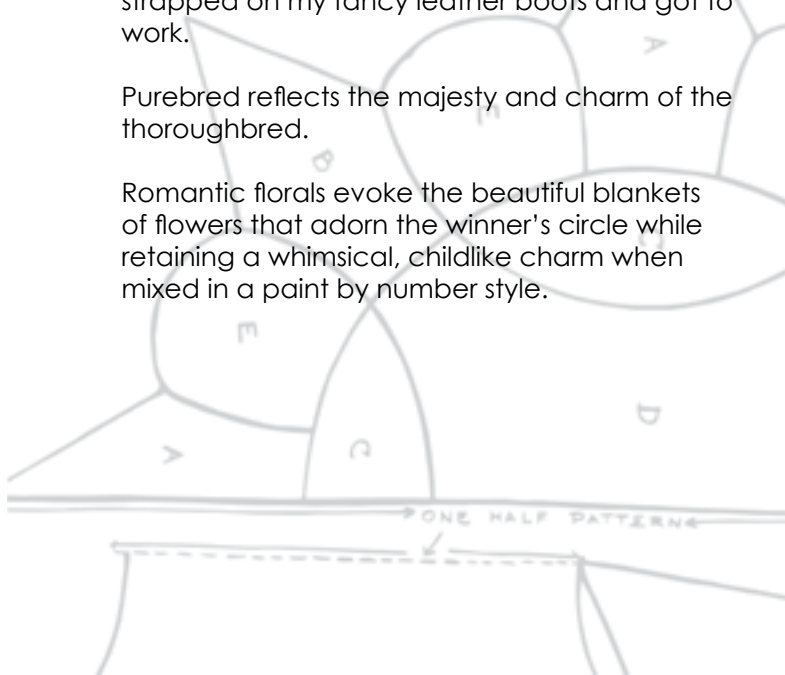 strapped on my fancy leather boots and got to
work.
Purebred reflects the majesty and charm of the
thoroughbred.
Romantic florals evoke the beautiful blankets
of flowers that adorn the winner's circle while
retaining a whimsical, childlike charm when
mixed in a paint by number style.
A
E
B
C
E
D
A
C
ONE HALF PATTERN